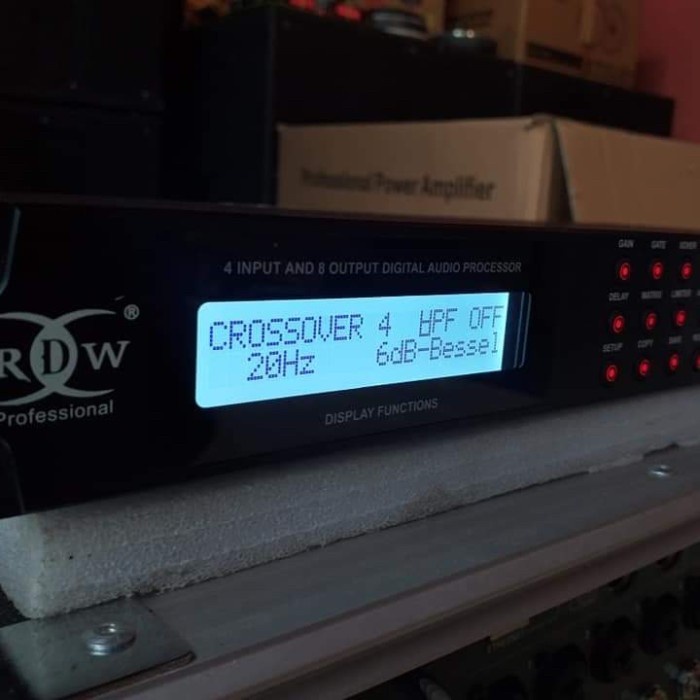 Professional Power Amplifier
4 INPUT AND 8 OUTPUT DIGITAL AUDIO PROCESSOR
RDW®
Professional
CROSSOVER 4 HPF OFF
20Hz 6dB-Bessel
DISPLAY FUNCTIONS
GAIN GATE
DELAY MATRIX LIMITER
SETUP COPY